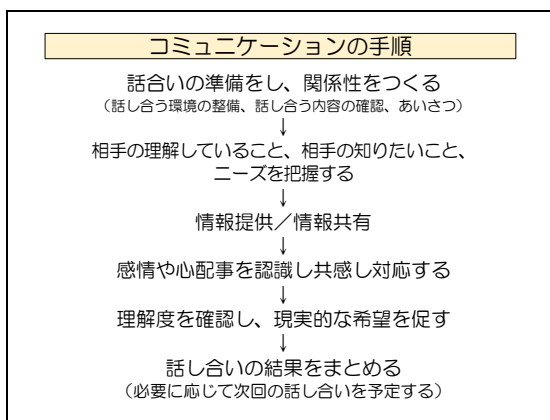 コミュニケーションの手順
話合いの準備をし、関係性をつくる
（話し合う環境の整備、話し合う内容の確認、あいさつ）
↓
相手の理解していること、相手の知りたいこと、
ニーズを把握する
↓
情報提供／情報共有
↓
感情や心配事を認識し共感し対応する
↓
理解度を確認し、現実的な希望を促す
↓
話し合いの結果をまとめる
（必要に応じて次回の話し合いを予定する）